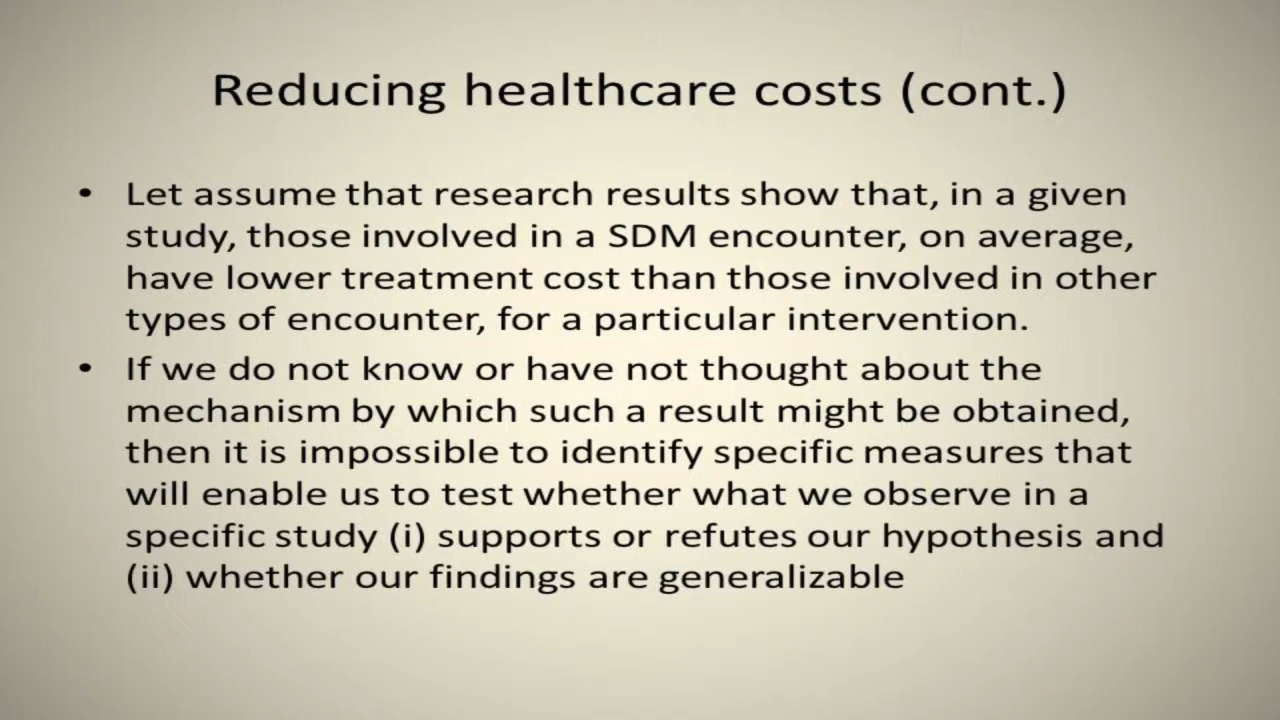 Reducing healthcare costs (cont.)
• Let assume that research results show that, in a given
study, those involved in a SDM encounter, on average,
have lower treatment cost than those involved in other
types of encounter, for a particular intervention.
• If we do not know or have not thought about the
mechanism by which such a result might be obtained,
then it is impossible to identify specific measures that
will enable us to test whether what we observe in a
specific study (i) supports or refutes our hypothesis and
(ii) whether our findings are generalizable